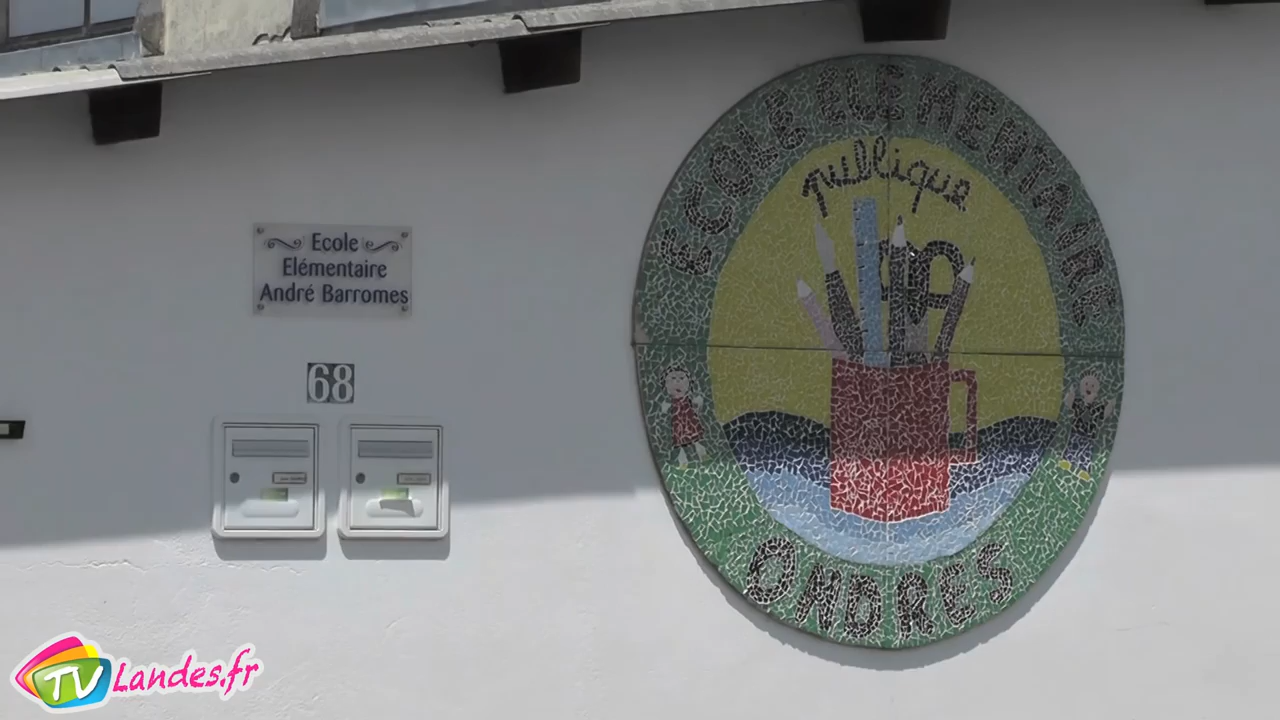 Ecole
Elémentaire
André Barromes
68
ECOLE ELEMENTAIRE
publique
ONDRES
TV Landes.fr